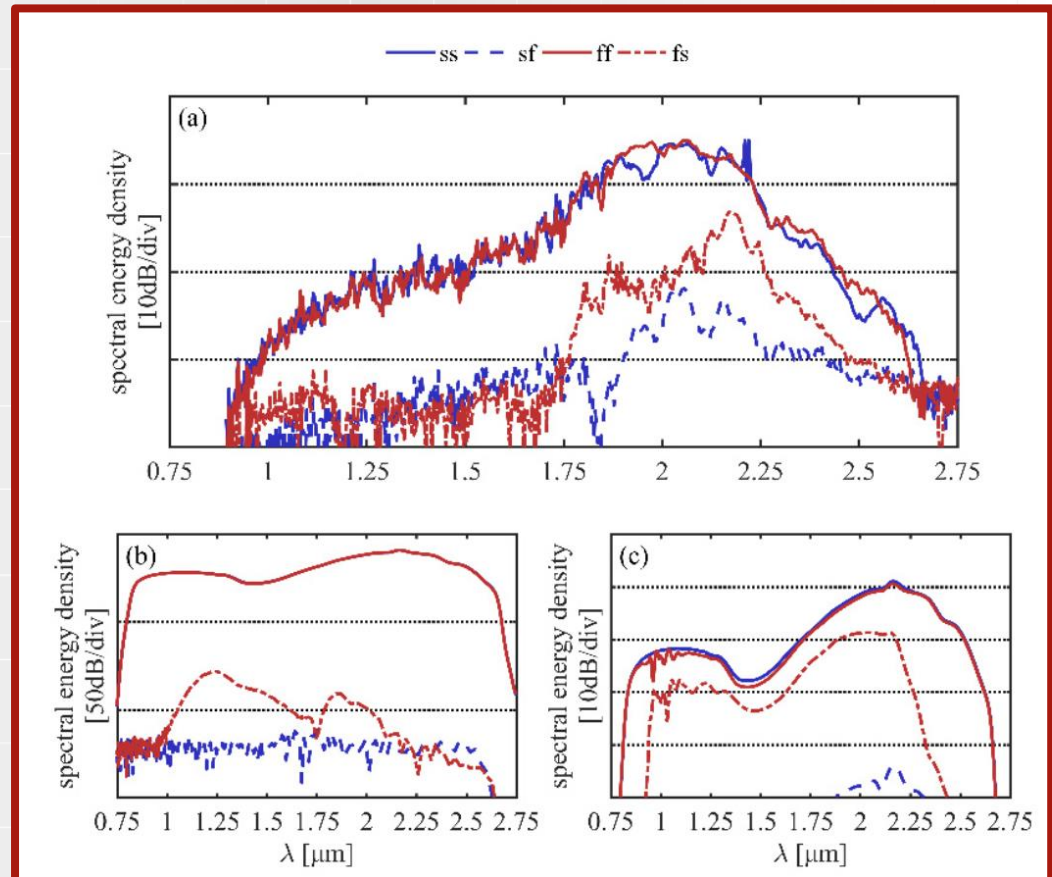 ss sf ff fs
(a)
spectral energy density
[10dB/div]
0.75 1 1.25 1.5 1.75 2 2.25 2.5 2.75
(b)
spectral energy density
[50dB/div]
0.75 1 1.25 1.5 1.75 2 2.25 2.5 2.75
λ [μm]
(c)
spectral energy density
[10dB/div]
0.75 1 1.25 1.5 1.75 2 2.25 2.5 2.75
λ [μm]